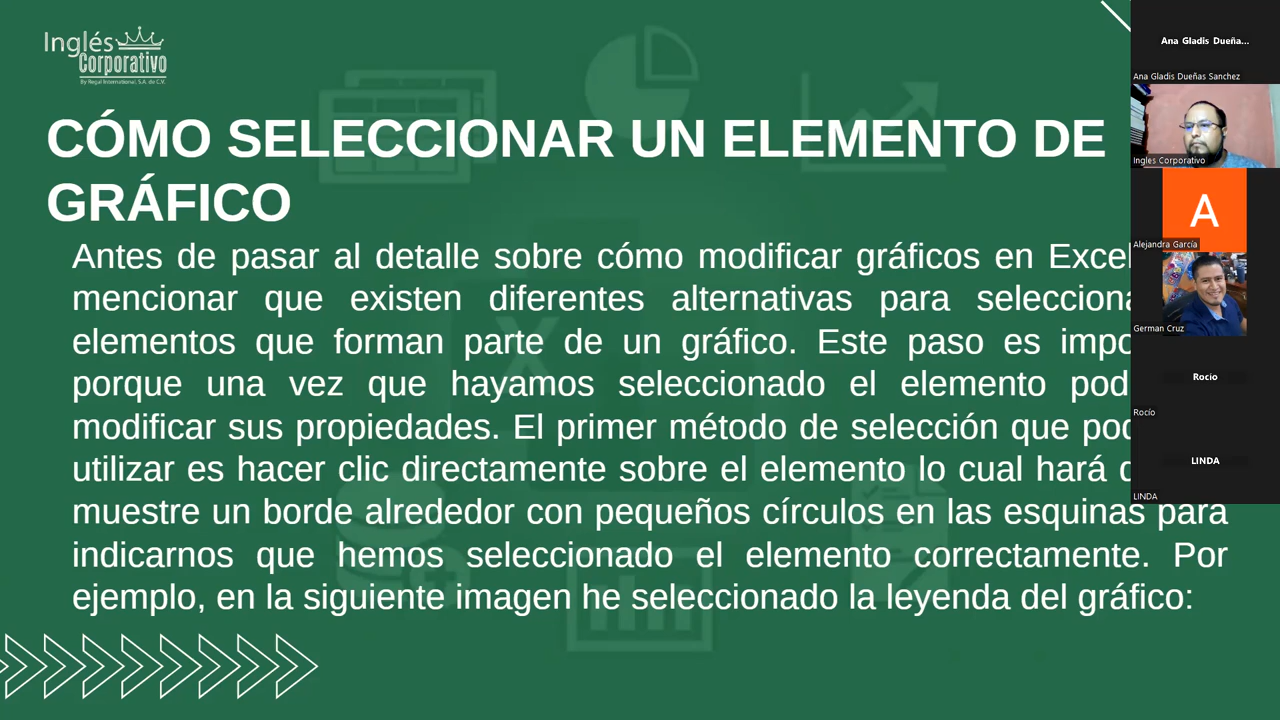 Inglés
Corporativo
By Regui International, S.A. de C.V.
CÓMO SELECCIONAR UN ELEMENTO DE
GRÁFICO
Antes de pasar al detalle sobre cómo modificar gráficos en Excel
mencionar que existen diferentes alternativas para
elementos que forman parte de un gráfico. Este paso es
porque una vez que hayamos seleccionado el elemento
modificar sus propiedades. El primer método de selección que
utilizar es hacer clic directamente sobre el elemento lo cual hará
muestre un borde alrededor con pequeños círculos en las esquinas para
indicarnos que hemos seleccionado el elemento correctamente. Por
ejemplo, en la siguiente imagen he seleccionado la leyenda del gráfico:
Ana Gladis Dueña...
Ana Gladis Dueñas Sanchez
Ingles Corporativo
A
Alejandra García
German Cruz
Rocio
Rocío
LINDA
LINDA